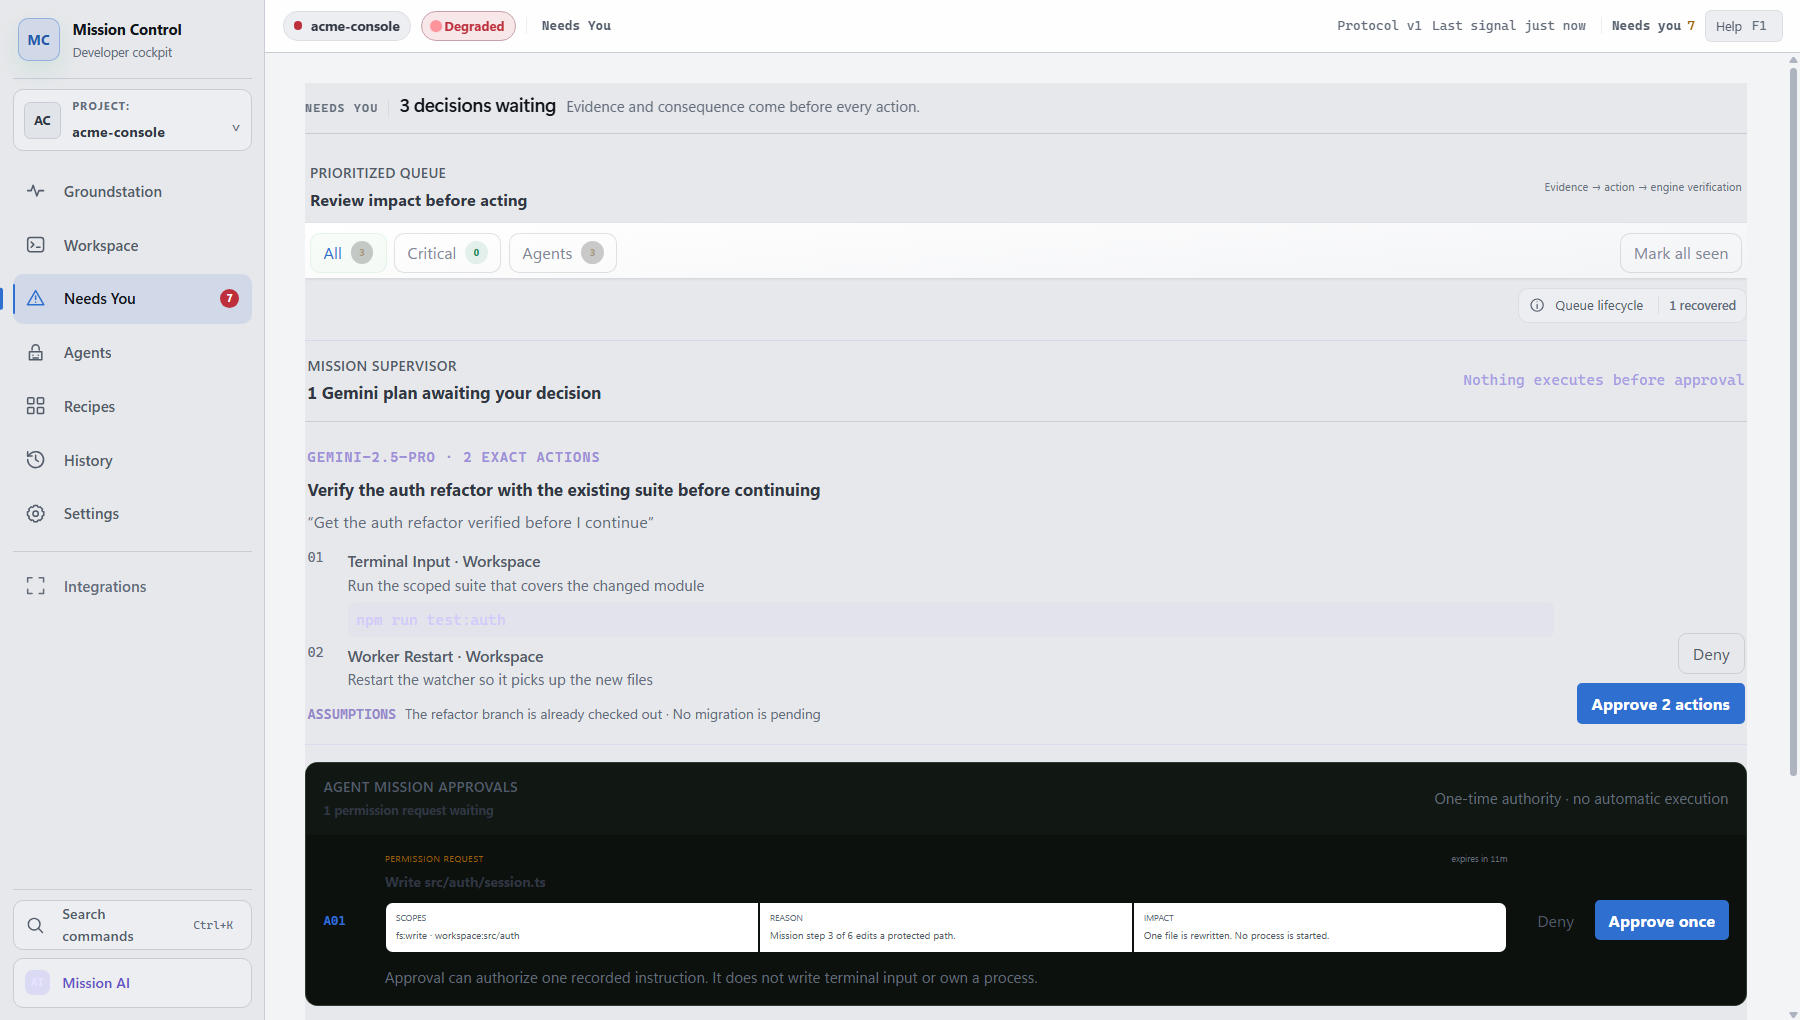 MC
Mission Control
Developer cockpit
AC
PROJECT:
acme-console
v
Groundstation
Workspace
Needs You
7
Agents
Recipes
History
Settings
Integrations
Search commands
Ctrl+K
AI
Mission AI
acme-console
Degraded
Needs You
Protocol v1
Last signal just now
Needs you 7
Help F1
NEEDS YOU
3 decisions waiting
Evidence and consequence come before every action.
PRIORITIZED QUEUE
Review impact before acting
Evidence → action → engine verification
All 3
Critical 0
Agents 3
Mark all seen
Queue lifecycle
1 recovered
MISSION SUPERVISOR
1 Gemini plan awaiting your decision
Nothing executes before approval
GEMINI-2.5-PRO · 2 EXACT ACTIONS
Verify the auth refactor with the existing suite before continuing
“Get the auth refactor verified before I continue”
01
Terminal Input · Workspace
Run the scoped suite that covers the changed module
npm run test:auth
02
Worker Restart · Workspace
Restart the watcher so it picks up the new files
ASSUMPTIONS The refactor branch is already checked out · No migration is pending
Deny
Approve 2 actions
AGENT MISSION APPROVALS
1 permission request waiting
One-time authority · no automatic execution
PERMISSION REQUEST
expires in 11m
Write src/auth/session.ts
A01
SCOPES
fs:write · workspace:src/auth
REASON
Mission step 3 of 6 edits a protected path.
IMPACT
One file is rewritten. No process is started.
Deny
Approve once
Approval can authorize one recorded instruction. It does not write terminal input or own a process.